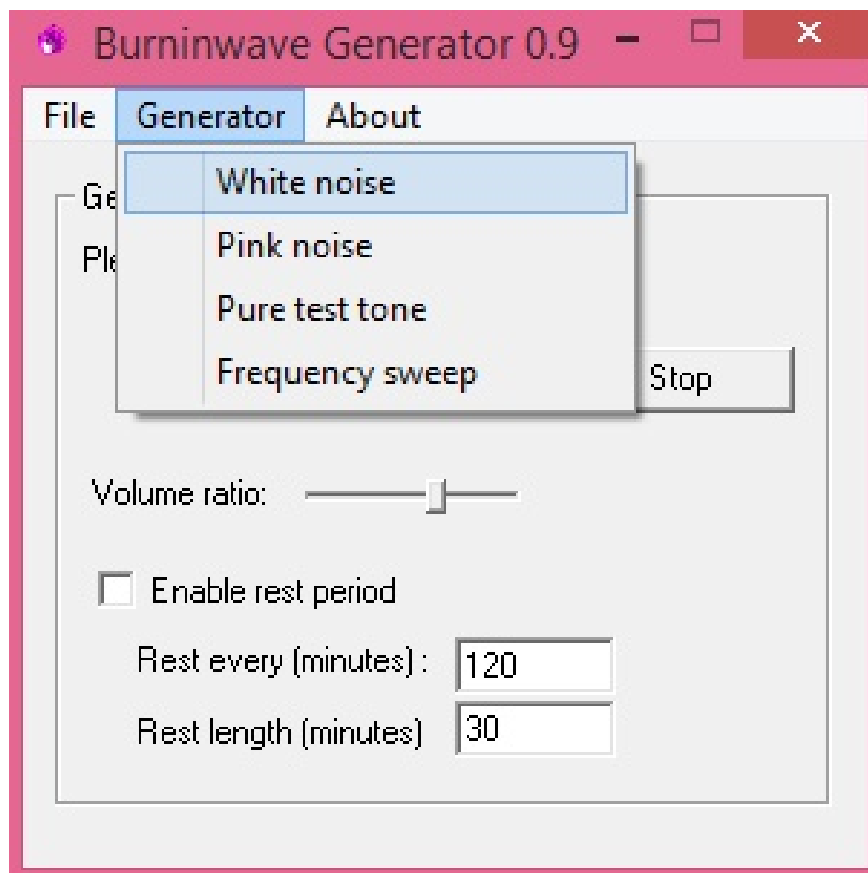 Burninwave Generator 0.9
File Generator About
White noise
Pink noise
Pure test tone
Frequency sweep
Stop
Volume ratio:
Enable rest period
Rest every (minutes) : 120
Rest length (minutes) 30